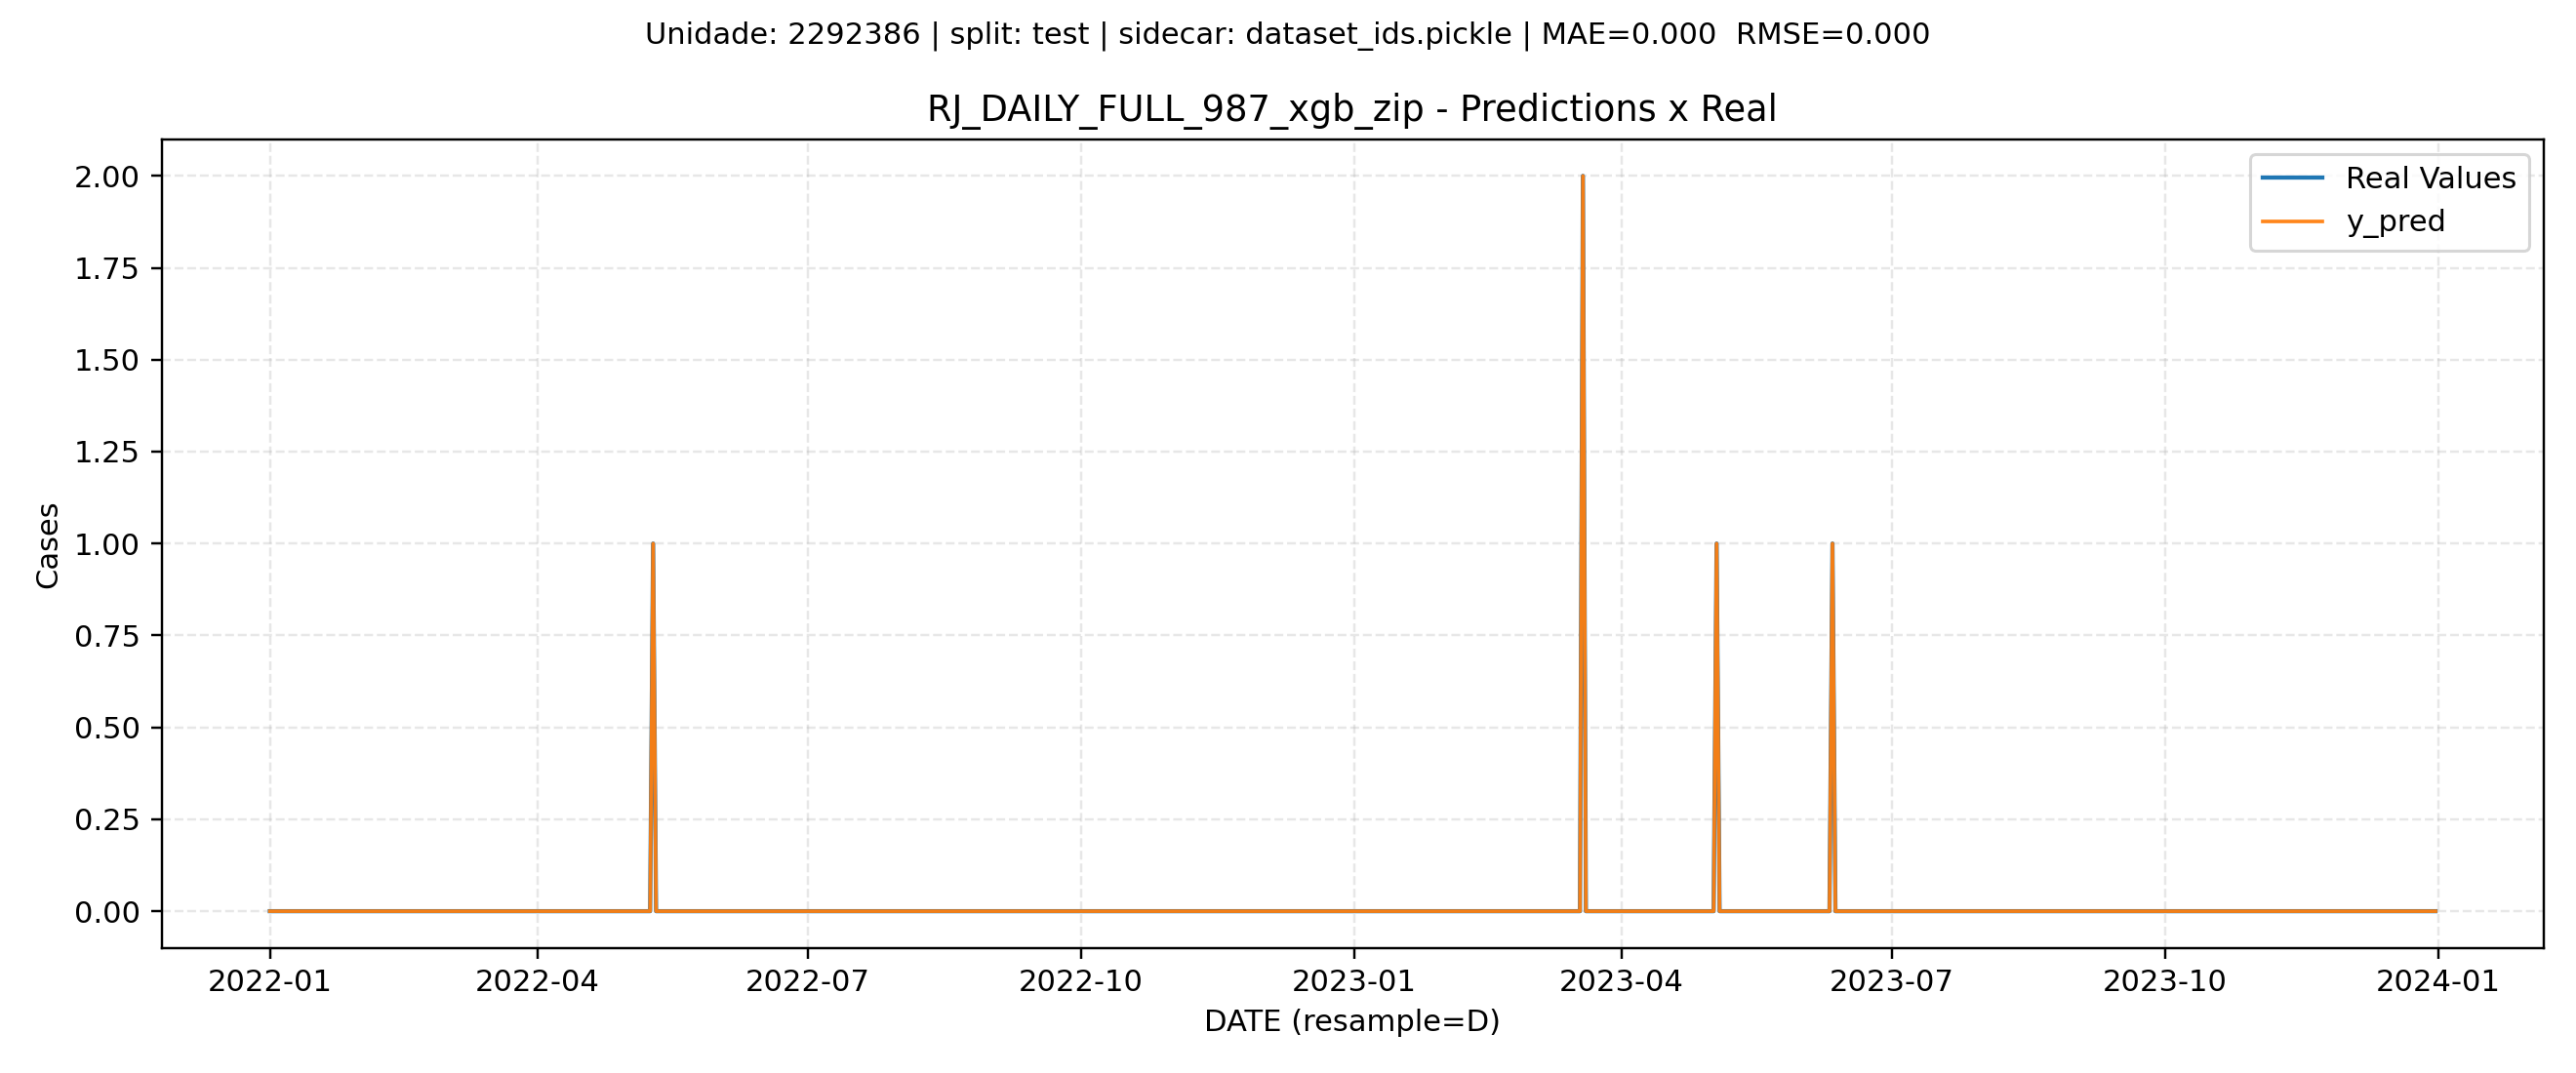 Unidade: 2292386 | split: test | sidecar: dataset_ids.pickle | MAE=0.000  RMSE=0.000
RJ_DAILY_FULL_987_xgb_zip - Predictions x Real
Real Values
y_pred
2.00
1.75
1.50
1.25
1.00
0.75
0.50
0.25
0.00
Cases
2022-01 2022-04 2022-07 2022-10 2023-01 2023-04 2023-07 2023-10 2024-01
DATE (resample=D)